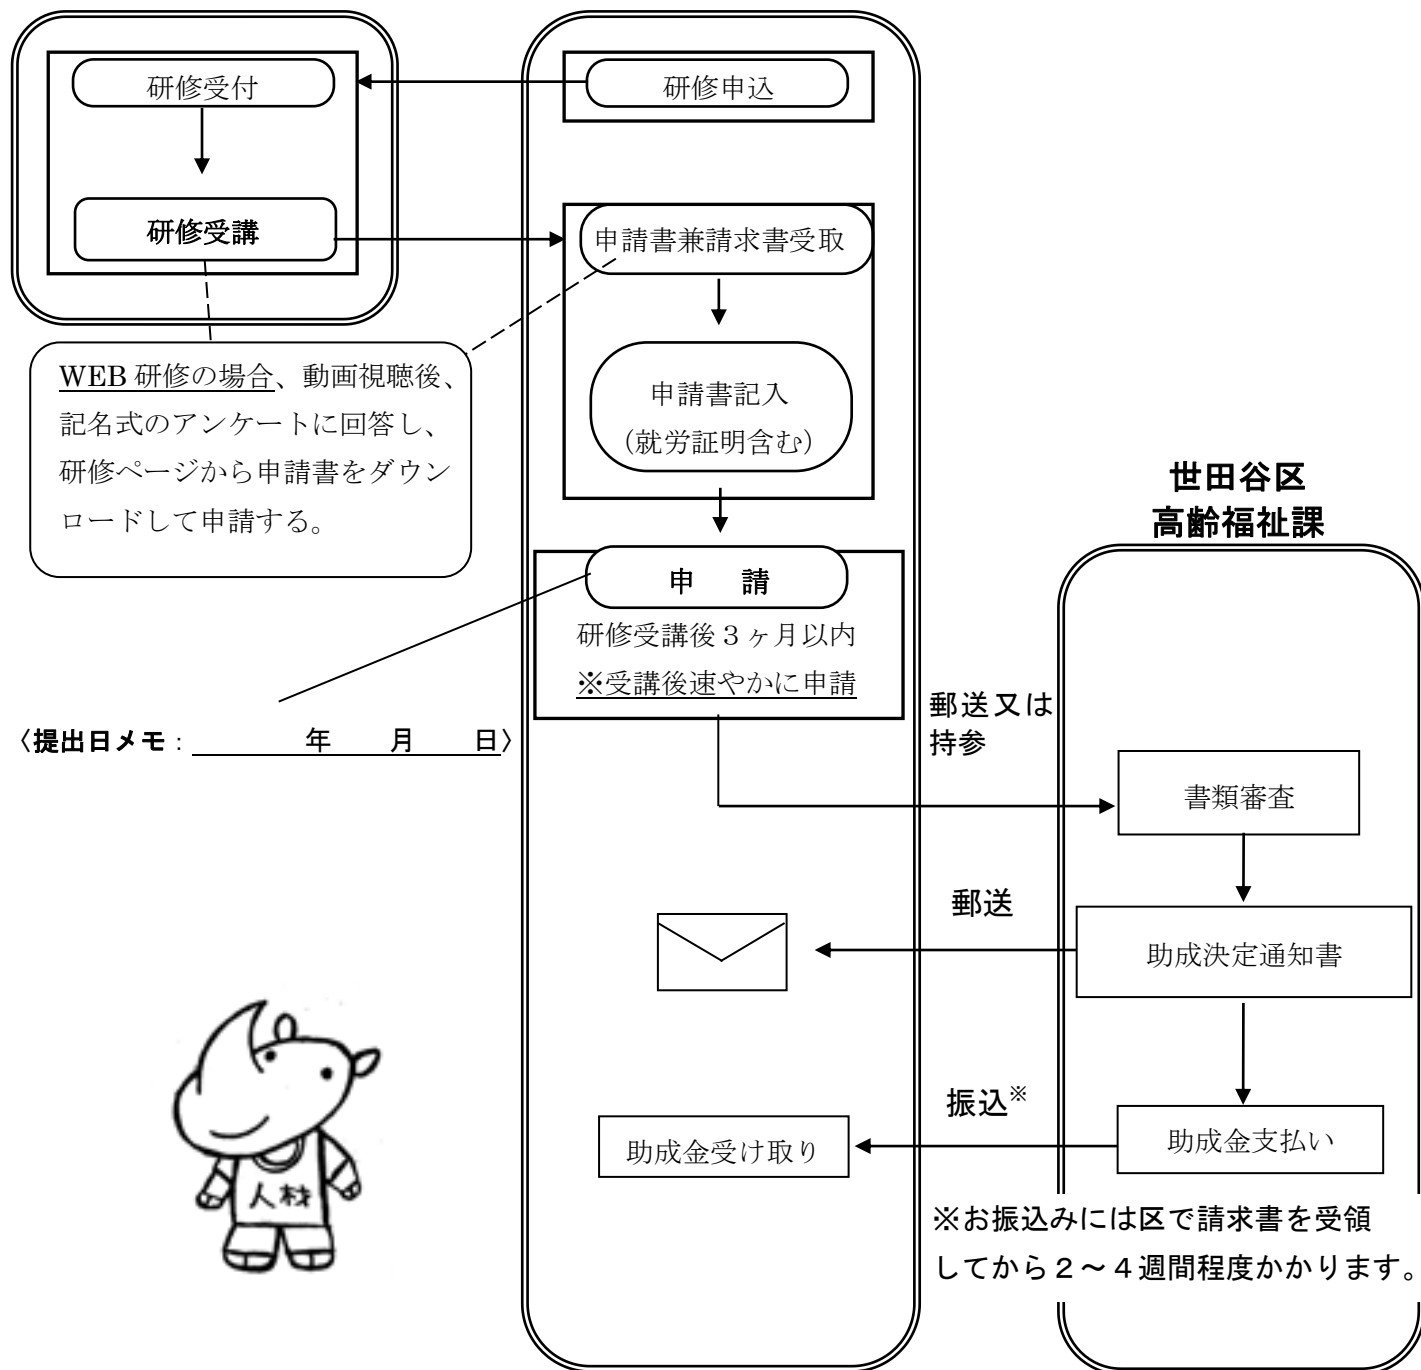 研修受付
研修申込
研修受講
申請書兼請求書受取
WEB 研修の場合、動画視聴後、
記名式のアンケートに回答し、
研修ページから申請書をダウン
ロードして申請する。
申請書記入
（就労証明含む）
世田谷区
高齢福祉課
申　請
研修受講後３ヶ月以内
※受講後速やかに申請
〈提出日メモ：　　　　年　　月　　日〉
郵送又は
持参
書類審査
郵送
助成決定通知書
振込※
助成金受け取り
助成金支払い
※お振込みには区で請求書を受領
してから２～４週間程度かかります。
人材